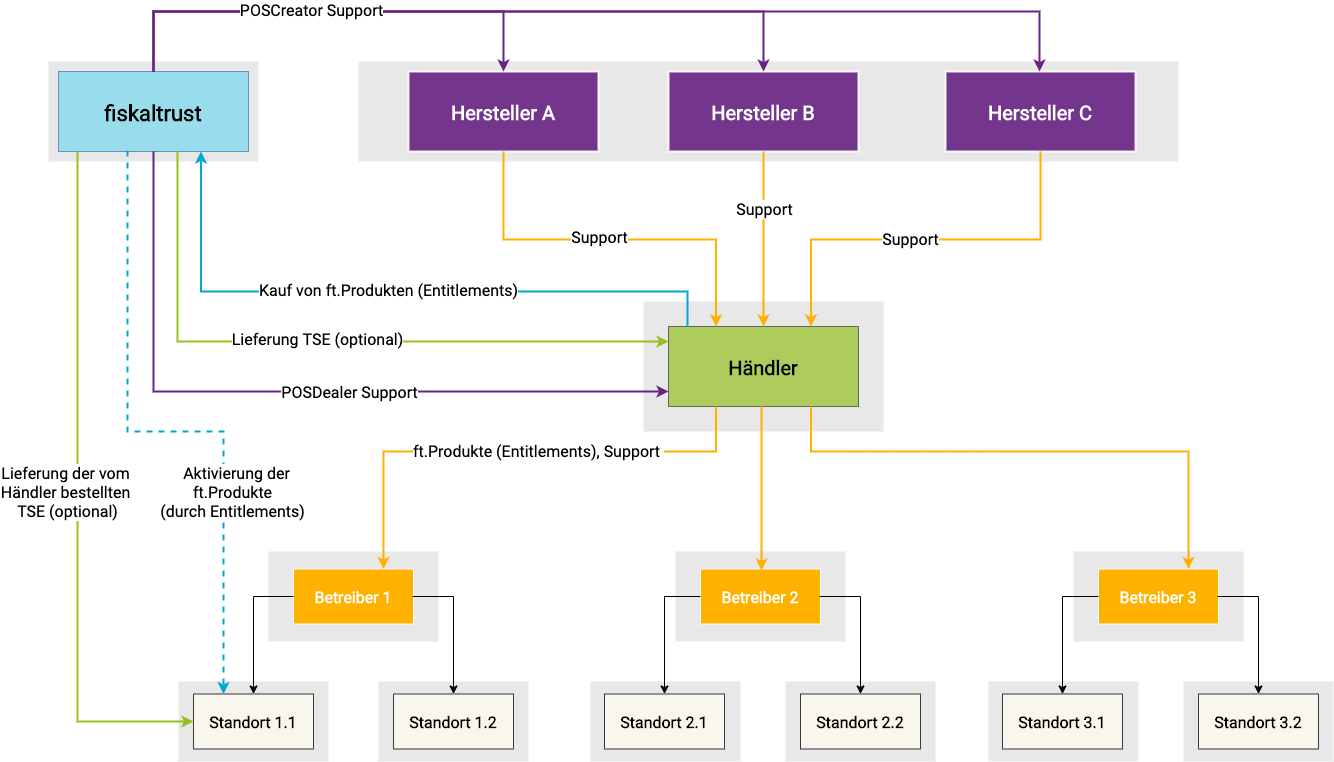 POSCreator Support
fiskaltrust
Hersteller A
Hersteller B
Hersteller C
Support
Support
Support
Kauf von ft.Produkten (Entitlements)
Lieferung TSE (optional)
Händler
POSDealer Support
ft.Produkte (Entitlements), Support
Lieferung der vom
Händler bestellten
TSE (optional)
Aktivierung der
ft.Produkte
(durch Entitlements)
Betreiber 1
Betreiber 2
Betreiber 3
Standort 1.1
Standort 1.2
Standort 2.1
Standort 2.2
Standort 3.1
Standort 3.2